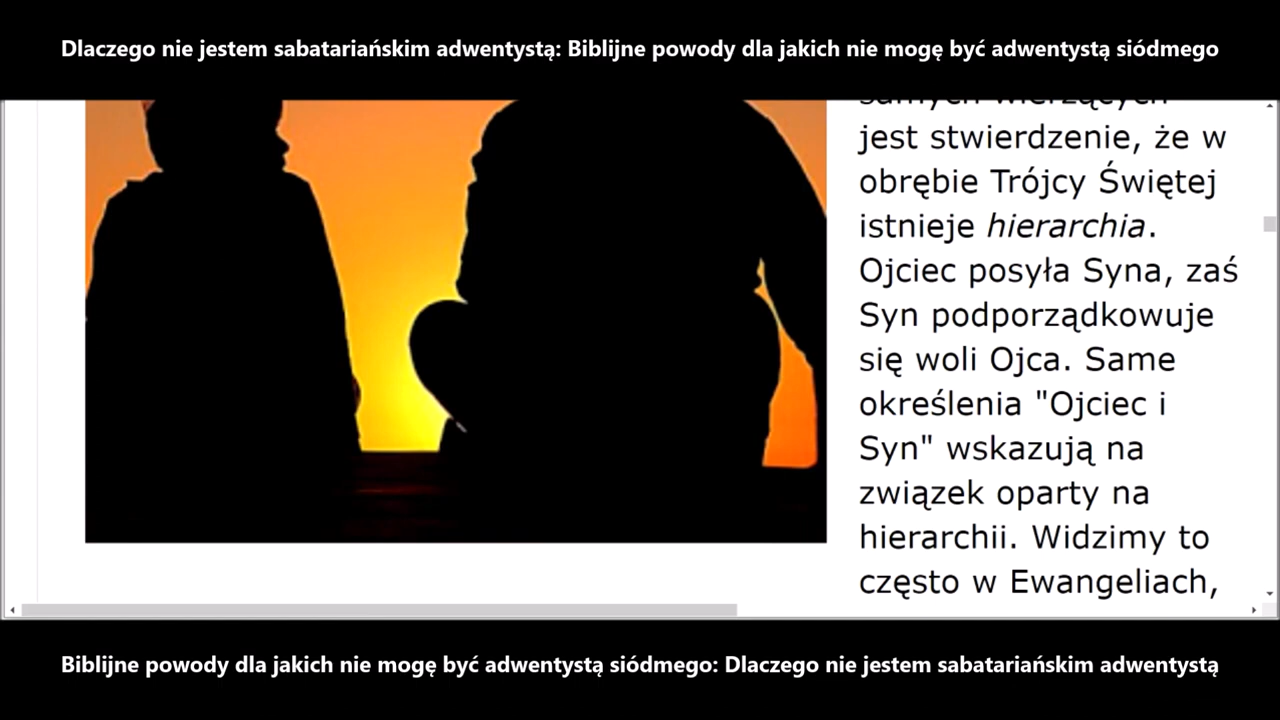 Dlaczego nie jestem sabatariańskim adwentystą: Biblijne powody dla jakich nie mogę być adwentystą siódmego
samych wierzących
jest stwierdzenie, że w
obrębie Trójcy Świętej
istnieje hierarchia.
Ojciec posyła Syna, zaś
Syn podporządkowuje
się woli Ojca. Same
określenia "Ojciec i
Syn" wskazują na
związek oparty na
hierarchii. Widzimy to
często w Ewangeliach,
Biblijne powody dla jakich nie mogę być adwentystą siódmego: Dlaczego nie jestem sabatariańskim adwentystą